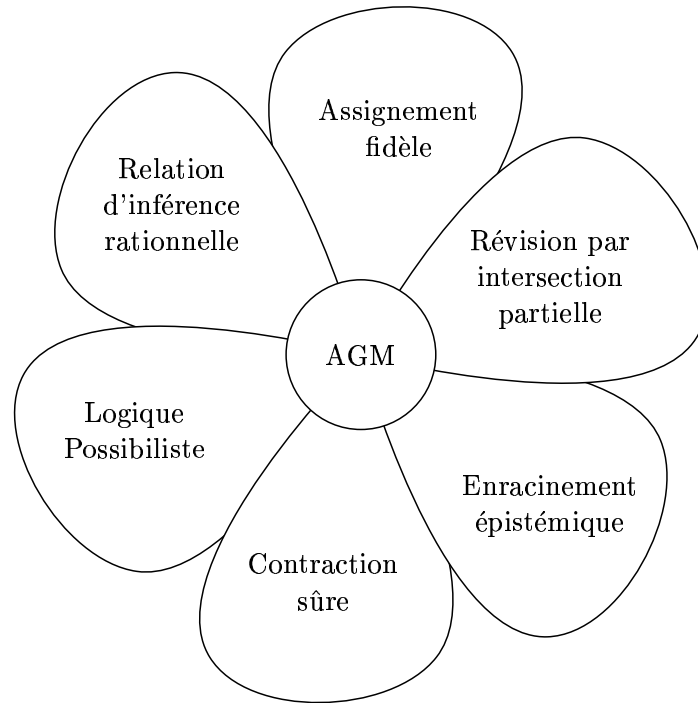 Assignement
fidèle
Relation
d'inférence
rationnelle
Révision par
intersection
partielle
AGM
Logique
Possibiliste
Enracinement
épistémique
Contraction
sûre